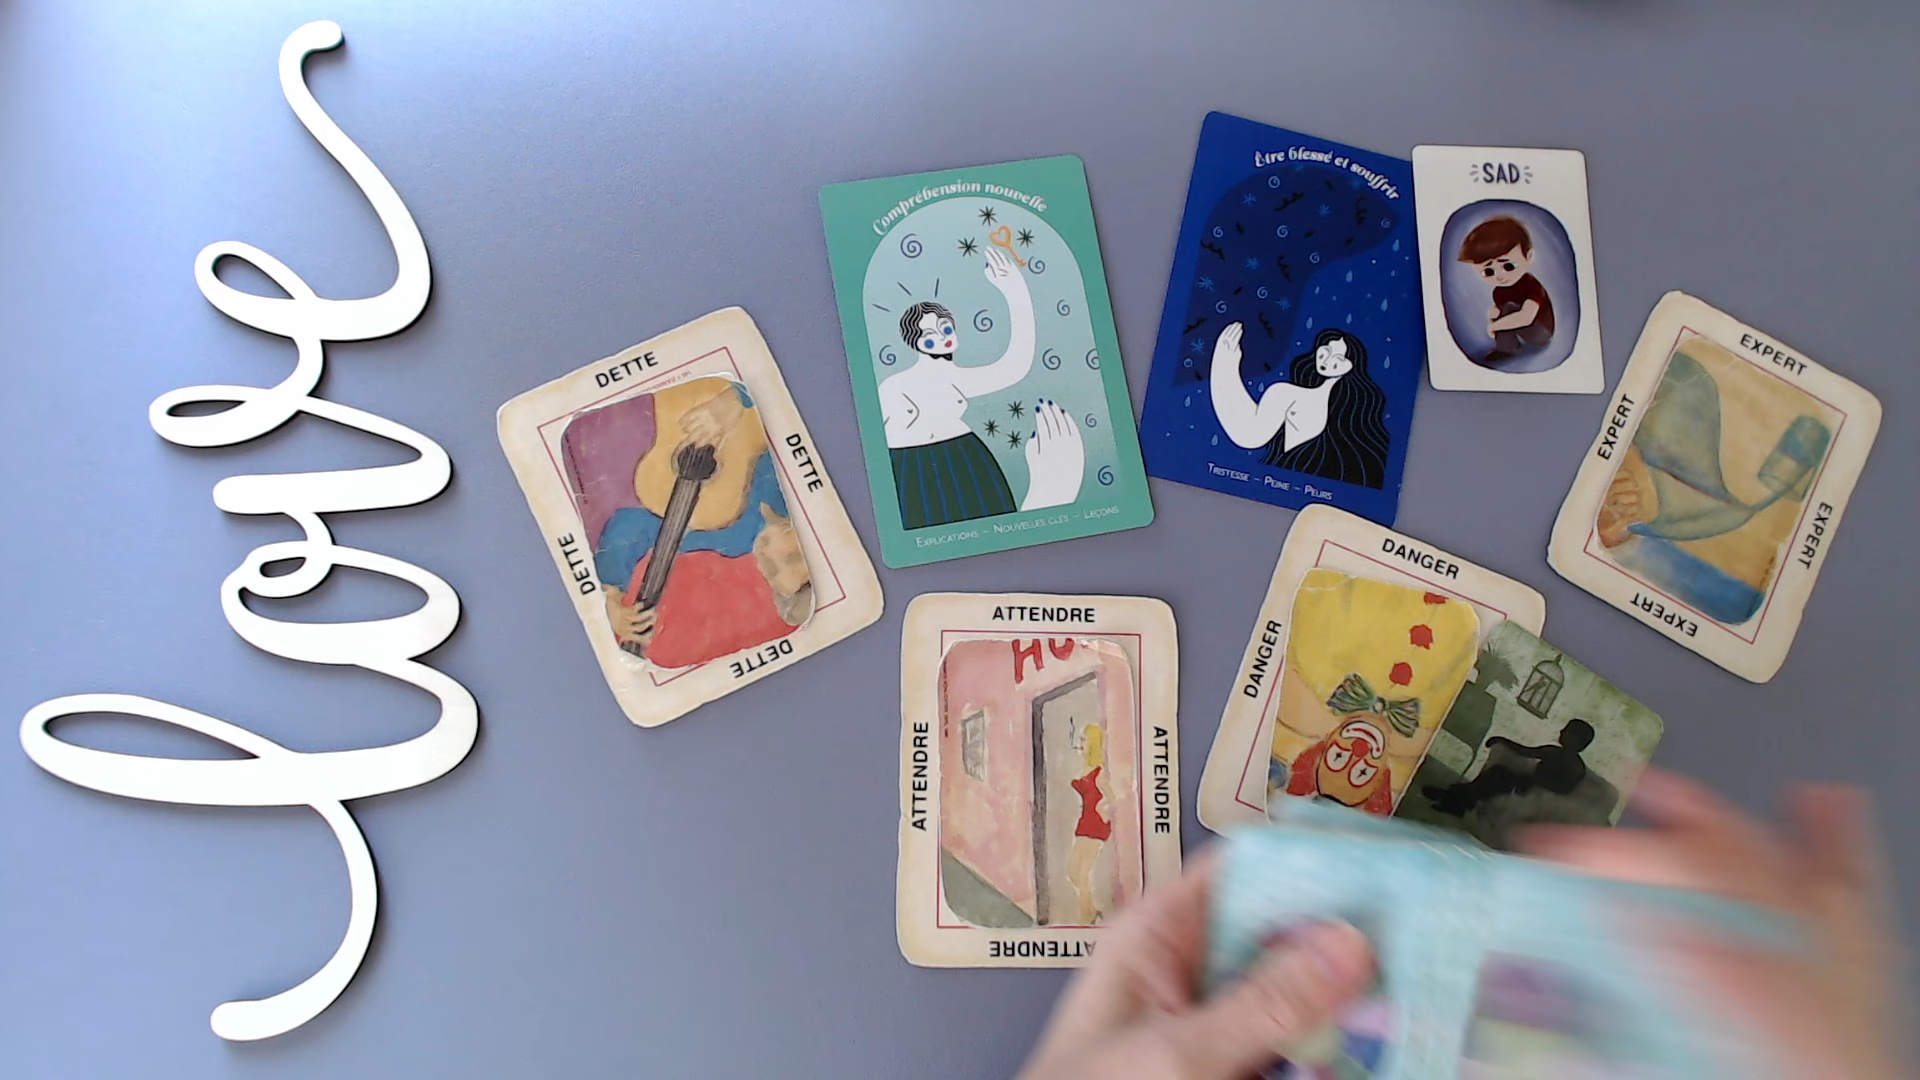 love
DETTE
DETTE
DETTE
DETTE
Compréhension nouvelle
Explications – Nouvelles clés – Leçons
Être blessé et souffrir
Tristesse – Peine – Peurs
SAD
EXPERT
EXPERT
EXPERT
EXPERT
ATTENDRE
ATTENDRE
ATTENDRE
ATTENDRE
DANGER
DANGER